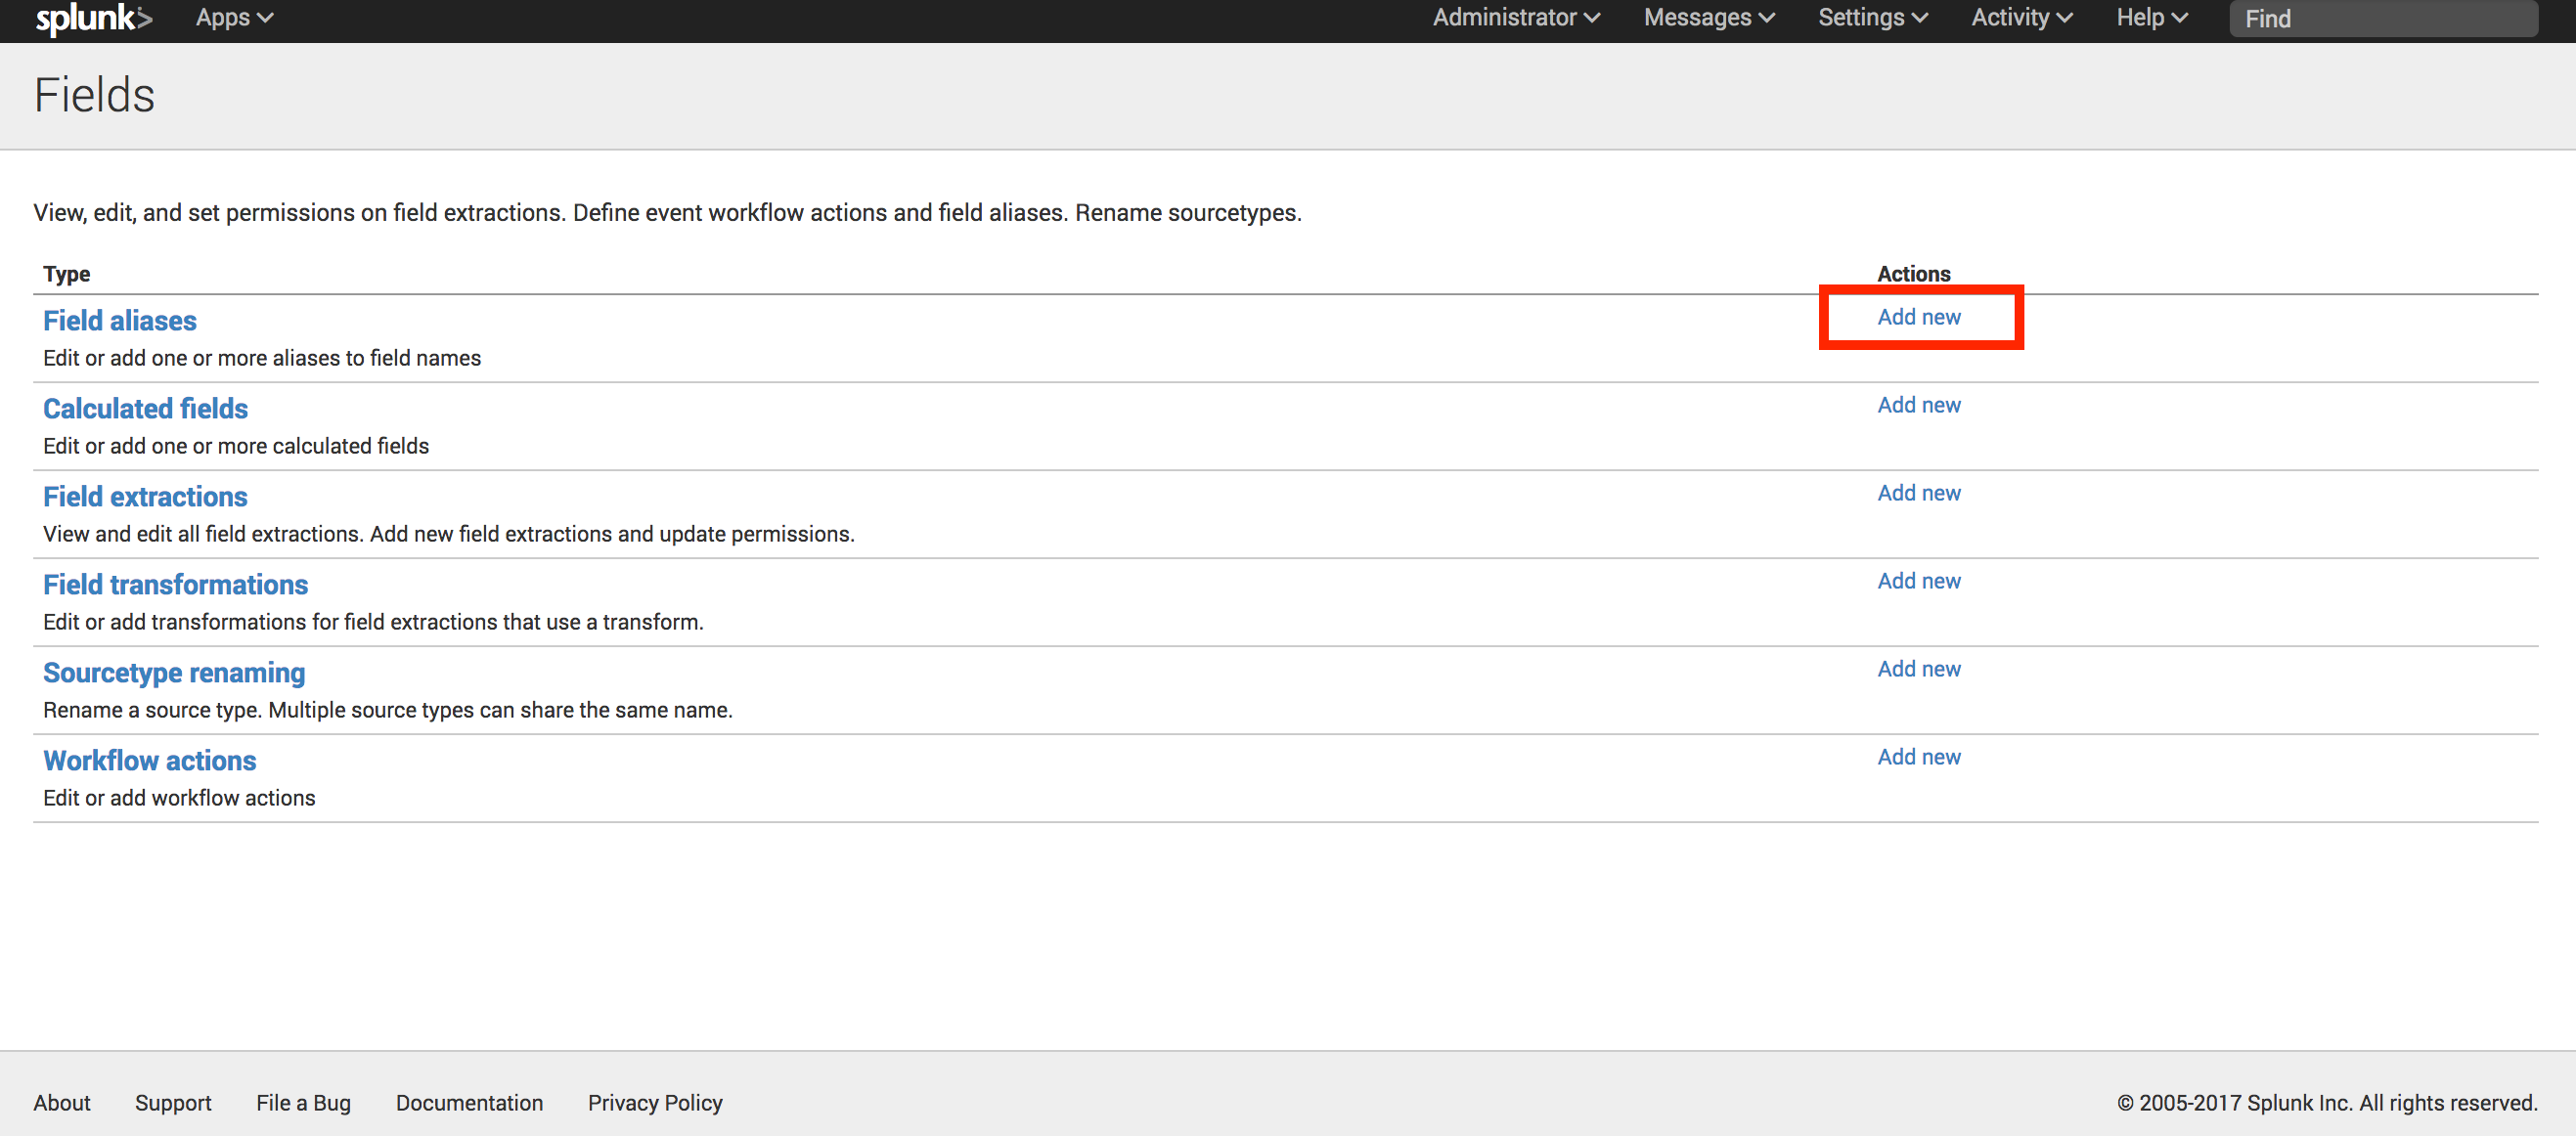 splunk> Apps Administrator Messages Settings Activity Help Find
Fields
View, edit, and set permissions on field extractions. Define event workflow actions and field aliases. Rename sourcetypes.
Type Actions
Field aliases Add new
Edit or add one or more aliases to field names
Calculated fields Add new
Edit or add one or more calculated fields
Field extractions Add new
View and edit all field extractions. Add new field extractions and update permissions.
Field transformations Add new
Edit or add transformations for field extractions that use a transform.
Sourcetype renaming Add new
Rename a source type. Multiple source types can share the same name.
Workflow actions Add new
Edit or add workflow actions
About Support File a Bug Documentation Privacy Policy © 2005-2017 Splunk Inc. All rights reserved.